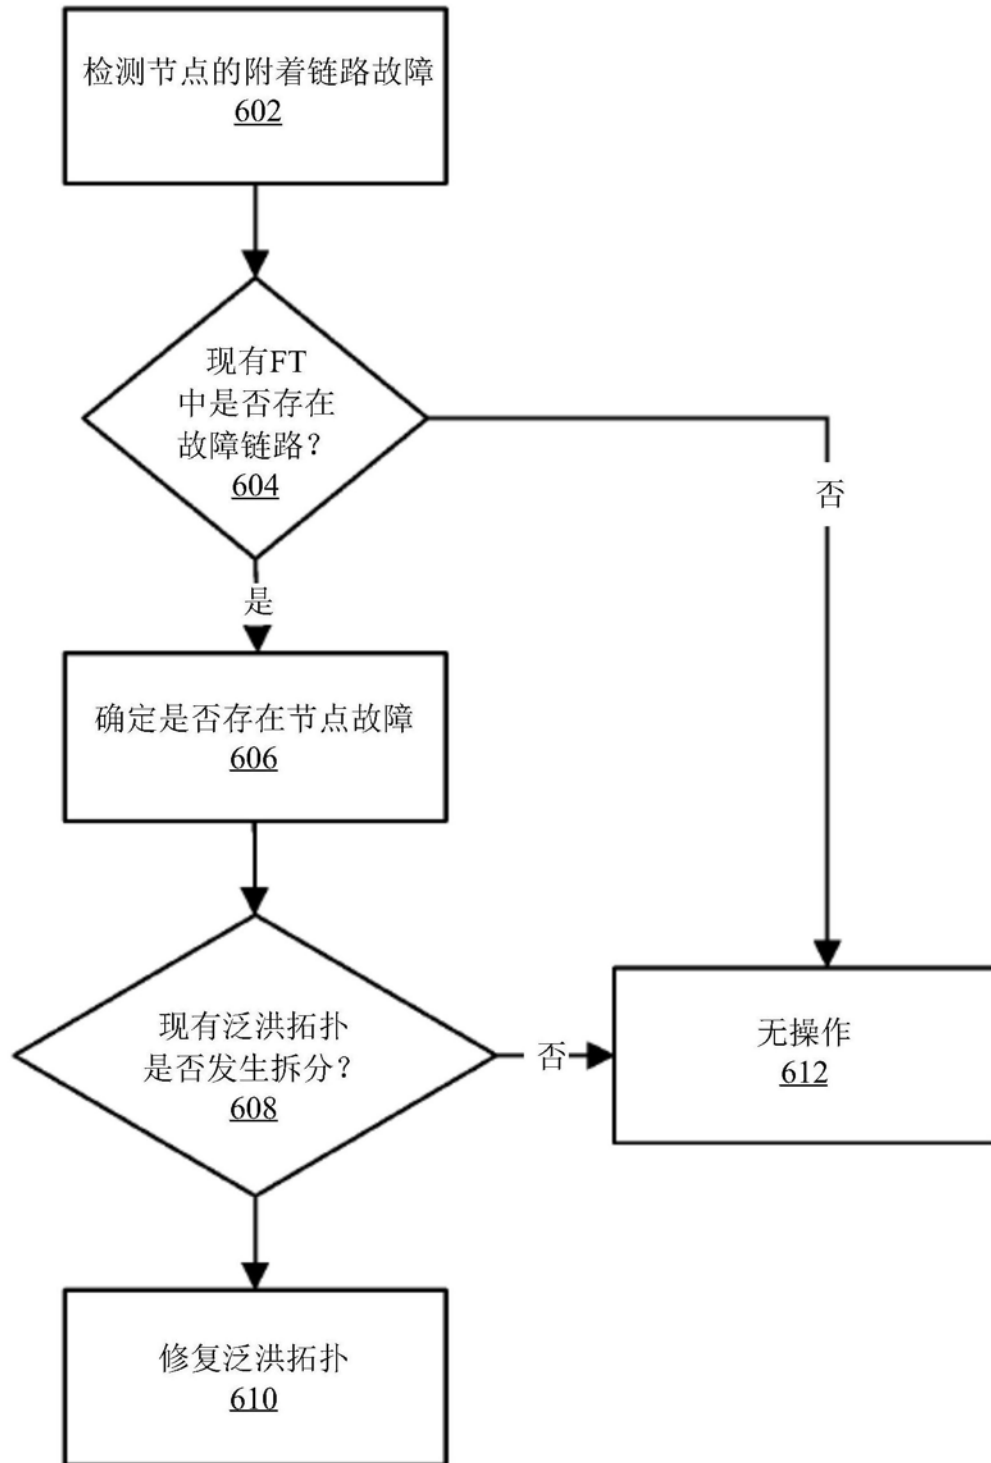 检测节点的附着链路故障
602
现有FT
中是否存在
故障链路？
604
否
是
确定是否存在节点故障
606
现有泛洪拓扑
是否发生拆分？
608
否
无操作
612
修复泛洪拓扑
610